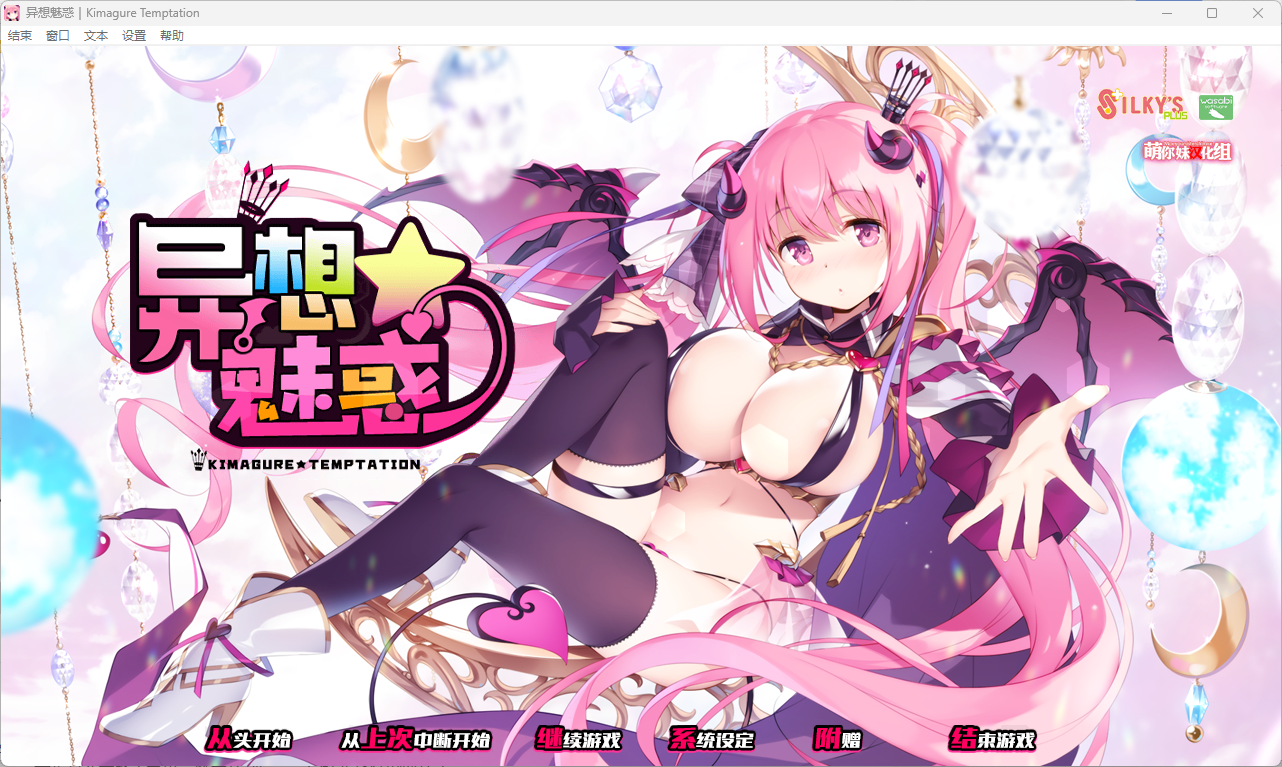 异想魅惑 | Kimagure Temptation
结束 窗口 文本 设置 帮助
SILKY'S PLUS
wasabi
software
萌你妹汉化组
异想
魅惑
KIMAGURE★TEMPTATION
从头开始 从上次中断开始 继续游戏 系统设定 附赠 结束游戏